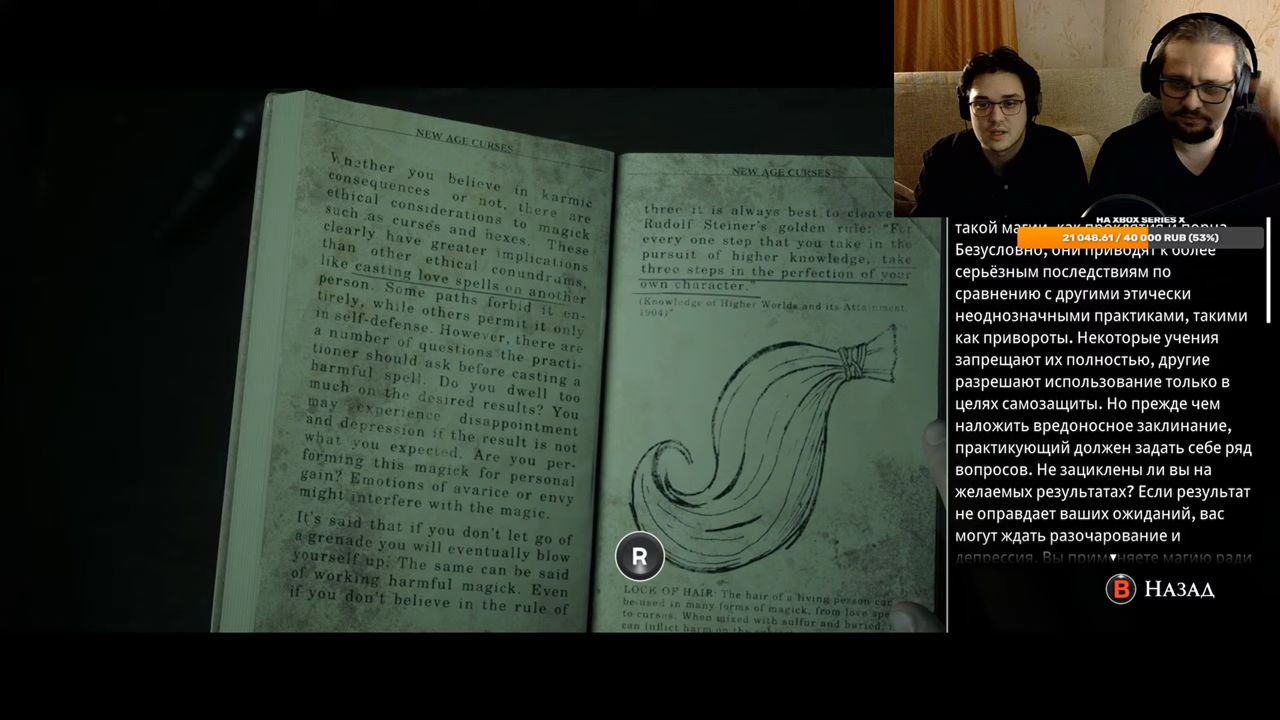 NEW AGE CURSES
Whether you believe in karmic
consequences or not, there are
ethical considerations to magick
such as curses and hexes. These
clearly have greater implications
than other ethical conundrums,
like casting love spells on another
person. Some paths forbid it en-
tirely, while others permit it only
in self-defense. However, there are
a number of questions the practi-
tioner should ask before casting a
harmful spell. Do you dwell too
much on the desired results? You
may experience disappointment
and depression if the result is not
what you expected. Are you per-
forming this magick for personal
gain? Emotions of avarice or envy
might interfere with the magic.
It's said that if you don't let go of
a grenade you will eventually blow
yourself up. The same can be said
of working harmful magick. Even
if you don't believe in the rule of
NEW AGE CURSES
three it is always best to cleave
Rudolf Steiner's golden rule: "For
every one step that you take in the
pursuit of higher knowledge, take
three steps in the perfection of your
own character."
(Knowledge of Higher Worlds and its Attainment,
1904)"
R
LOCK OF HAIR: The hair of a living person can
be used in many forms of magick, from love spe
to curses. When mixed with sulfur and buried,
can inflict harm on the
НА XBOX SERIES X
21 048.61 / 40 000 RUB (53%)
такой магии, как проклятия и порча.
Безусловно, они приводят к более
серьёзным последствиям по
сравнению с другими этически
неоднозначными практиками, такими
как привороты. Некоторые учения
запрещают их полностью, другие
разрешают использование только в
целях самозащиты. Но прежде чем
наложить вредоносное заклинание,
практикующий должен задать себе ряд
вопросов. Не зациклены ли вы на
желаемых результатах? Если результат
не оправдает ваших ожиданий, вас
могут ждать разочарование и
депрессия. Вы применяете магию ради
B Назад